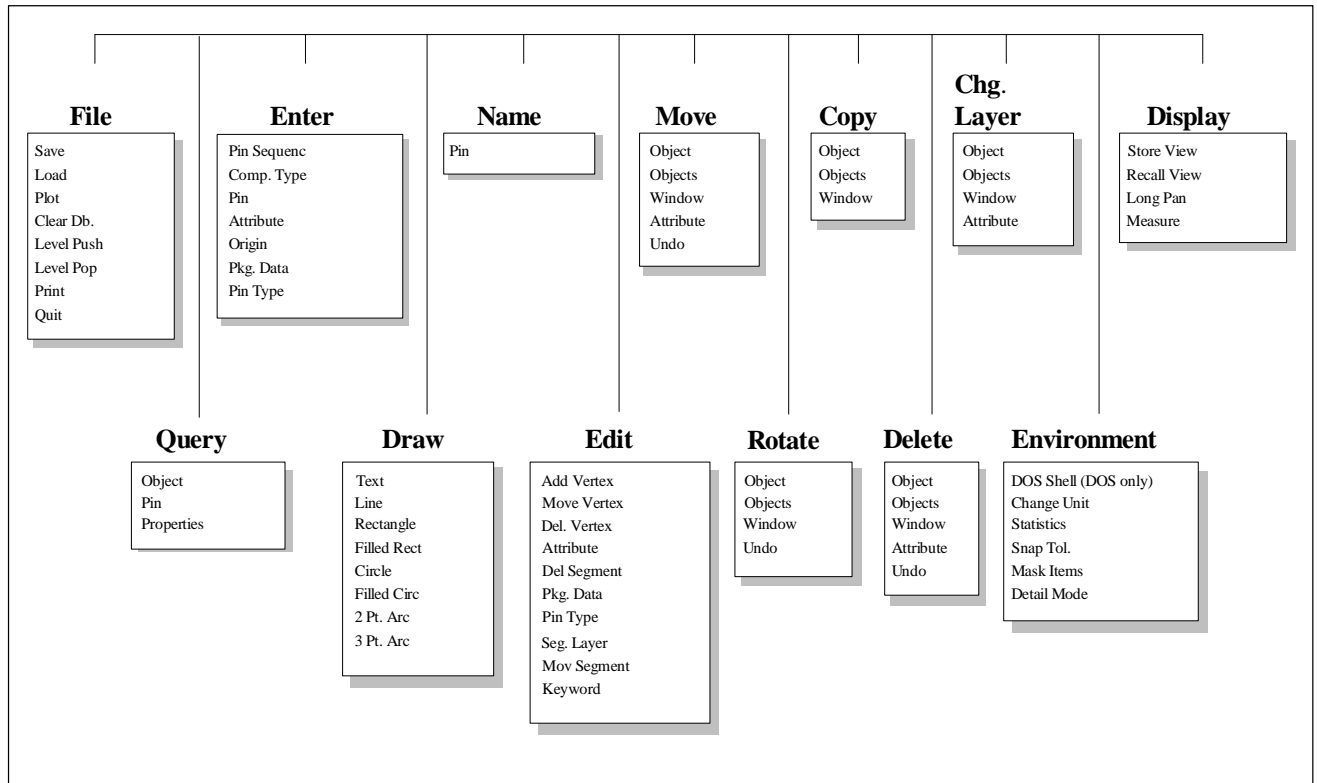 File
Save
Load
Plot
Clear Db.
Level Push
Level Pop
Print
Quit
Enter
Pin Sequenc
Comp. Type
Pin
Attribute
Origin
Pkg. Data
Pin Type
Name
Pin
Move
Object
Objects
Window
Attribute
Undo
Copy
Object
Objects
Window
Chg.
Layer
Object
Objects
Window
Attribute
Display
Store View
Recall View
Long Pan
Measure
Query
Object
Pin
Properties
Draw
Text
Line
Rectangle
Filled Rect
Circle
Filled Circ
2 Pt. Arc
3 Pt. Arc
Edit
Add Vertex
Move Vertex
Del. Vertex
Attribute
Del Segment
Pkg. Data
Pin Type
Seg. Layer
Mov Segment
Keyword
Rotate
Object
Objects
Window
Undo
Delete
Object
Objects
Window
Attribute
Undo
Environment
DOS Shell (DOS only)
Change Unit
Statistics
Snap Tol.
Mask Items
Detail Mode